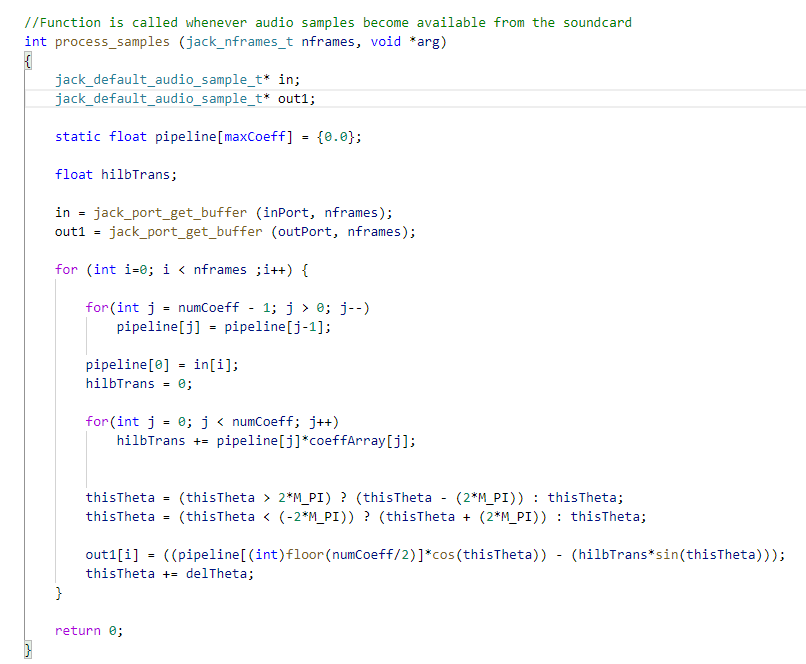 //Function is called whenever audio samples become available from the soundcard
int process_samples (jack_nframes_t nframes, void *arg)
{
    jack_default_audio_sample_t* in;
    jack_default_audio_sample_t* out1;
    static float pipeline[maxCoeff] = {0.0};
    float hilbTrans;
    in = jack_port_get_buffer (inPort, nframes);
    out1 = jack_port_get_buffer (outPort, nframes);
    for (int i=0; i < nframes ;i++) {
        for(int j = numCoeff - 1; j > 0; j--)
            pipeline[j] = pipeline[j-1];
        pipeline[0] = in[i];
        hilbTrans = 0;
        for(int j = 0; j < numCoeff; j++)
            hilbTrans += pipeline[j]*coeffArray[j];
        thisTheta = (thisTheta > 2*M_PI) ? (thisTheta - (2*M_PI)) : thisTheta;
        thisTheta = (thisTheta < (-2*M_PI)) ? (thisTheta + (2*M_PI)) : thisTheta;
        out1[i] = ((pipeline[(int)floor(numCoeff/2)]*cos(thisTheta)) - (hilbTrans*sin(thisTheta)));
        thisTheta += delTheta;
    }
    return 0;
}